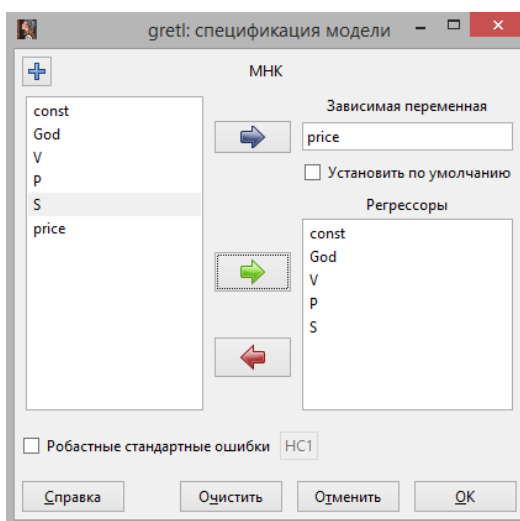 gretl: спецификация модели
МНК
const
God
V
P
S
price
Зависимая переменная
price
Установить по умолчанию
Регрессоры
const
God
V
P
S
Робастные стандартные ошибки HC1
Справка Очистить Отменить OK